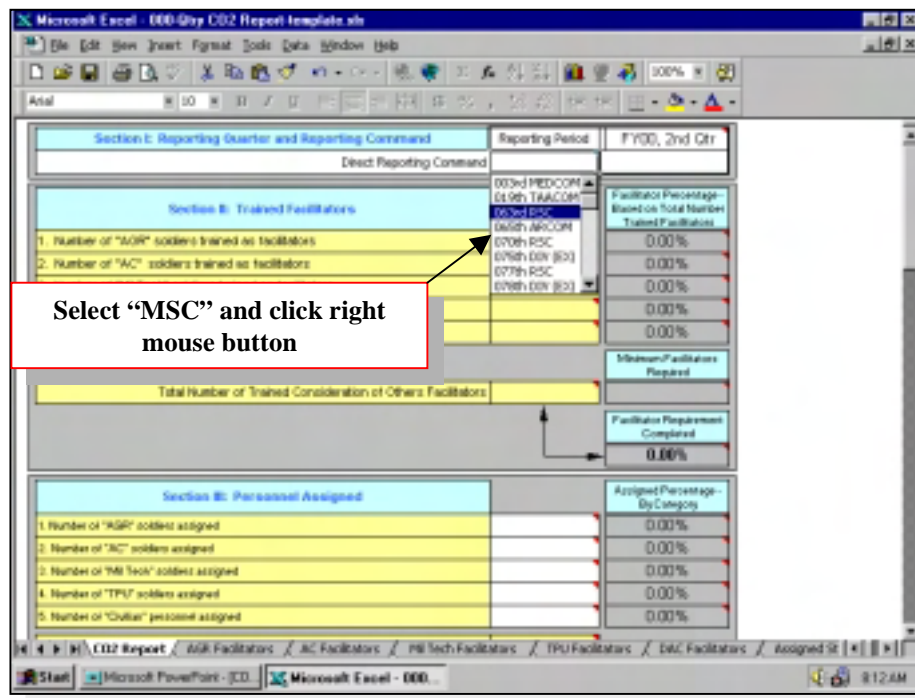 Microsoft Excel - 000-Qby CO2 Report-template.xls
File Edit View Insert Format Tools Data Window Help
100%
Arial 10 B I U
Section I: Reporting Quarter and Reporting Command Reporting Period FY00, 2nd Qtr
Direct Reporting Command
003rd MEDCOM
019th TAACOM
063rd RSC
065th ARCOM
070th RSC
075th DIV (EX)
077th RSC
078th DIV (EX)
Section II: Trained Facilitators
Facilitator Percentage--
Based on Total Number
Trained Facilitators
1. Number of "AGR" soldiers trained as facilitators 0.00%
2. Number of "AC" soldiers trained as facilitators 0.00%
0.00%
0.00%
0.00%
Select “MSC” and click right
mouse button
Minimum Facilitators
Required
Total Number of Trained Consideration of Others Facilitators
Facilitator Requirement
Completed
0.00%
Section III: Personnel Assigned
Assigned Percentage--
By Category
1. Number of "AGR" soldiers assigned 0.00%
2. Number of "AC" soldiers assigned 0.00%
3. Number of "Mil Tech" soldiers assigned 0.00%
4. Number of "TPU" soldiers assigned 0.00%
5. Number of "Civilian" personnel assigned 0.00%
CO2 Report / AGR Facilitators / AC Facilitators / Mil Tech Facilitators / TPU Facilitators / DAC Facilitators / Assigned St
Start Microsoft PowerPoint - [CO... Microsoft Excel - 000... 8:12 AM